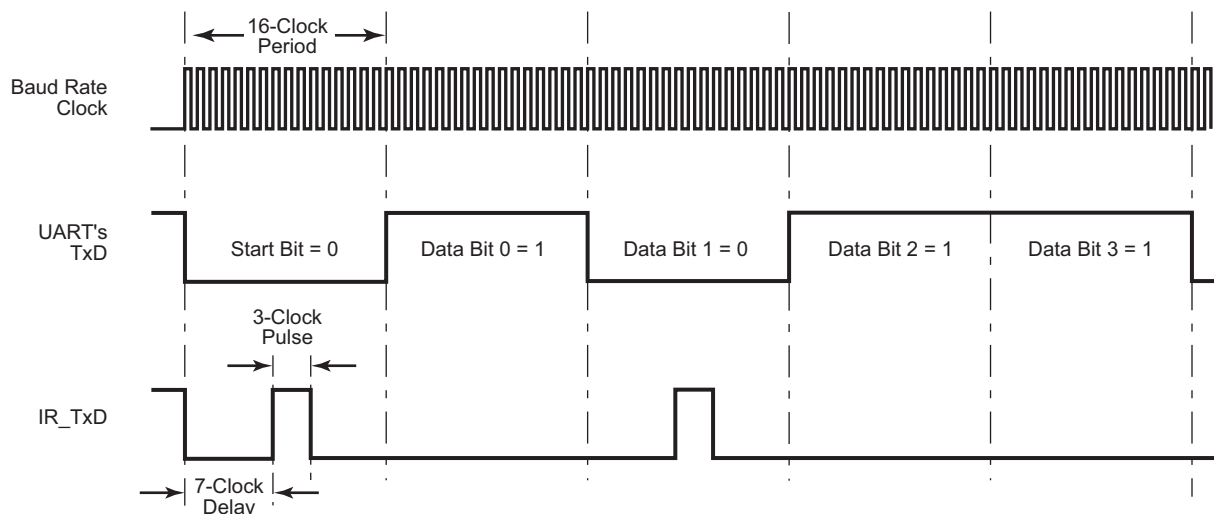 16-Clock
Period
Baud Rate
Clock
UART's
TxD
Start Bit = 0
Data Bit 0 = 1
Data Bit 1 = 0
Data Bit 2 = 1
Data Bit 3 = 1
3-Clock
Pulse
IR_TxD
7-Clock
Delay